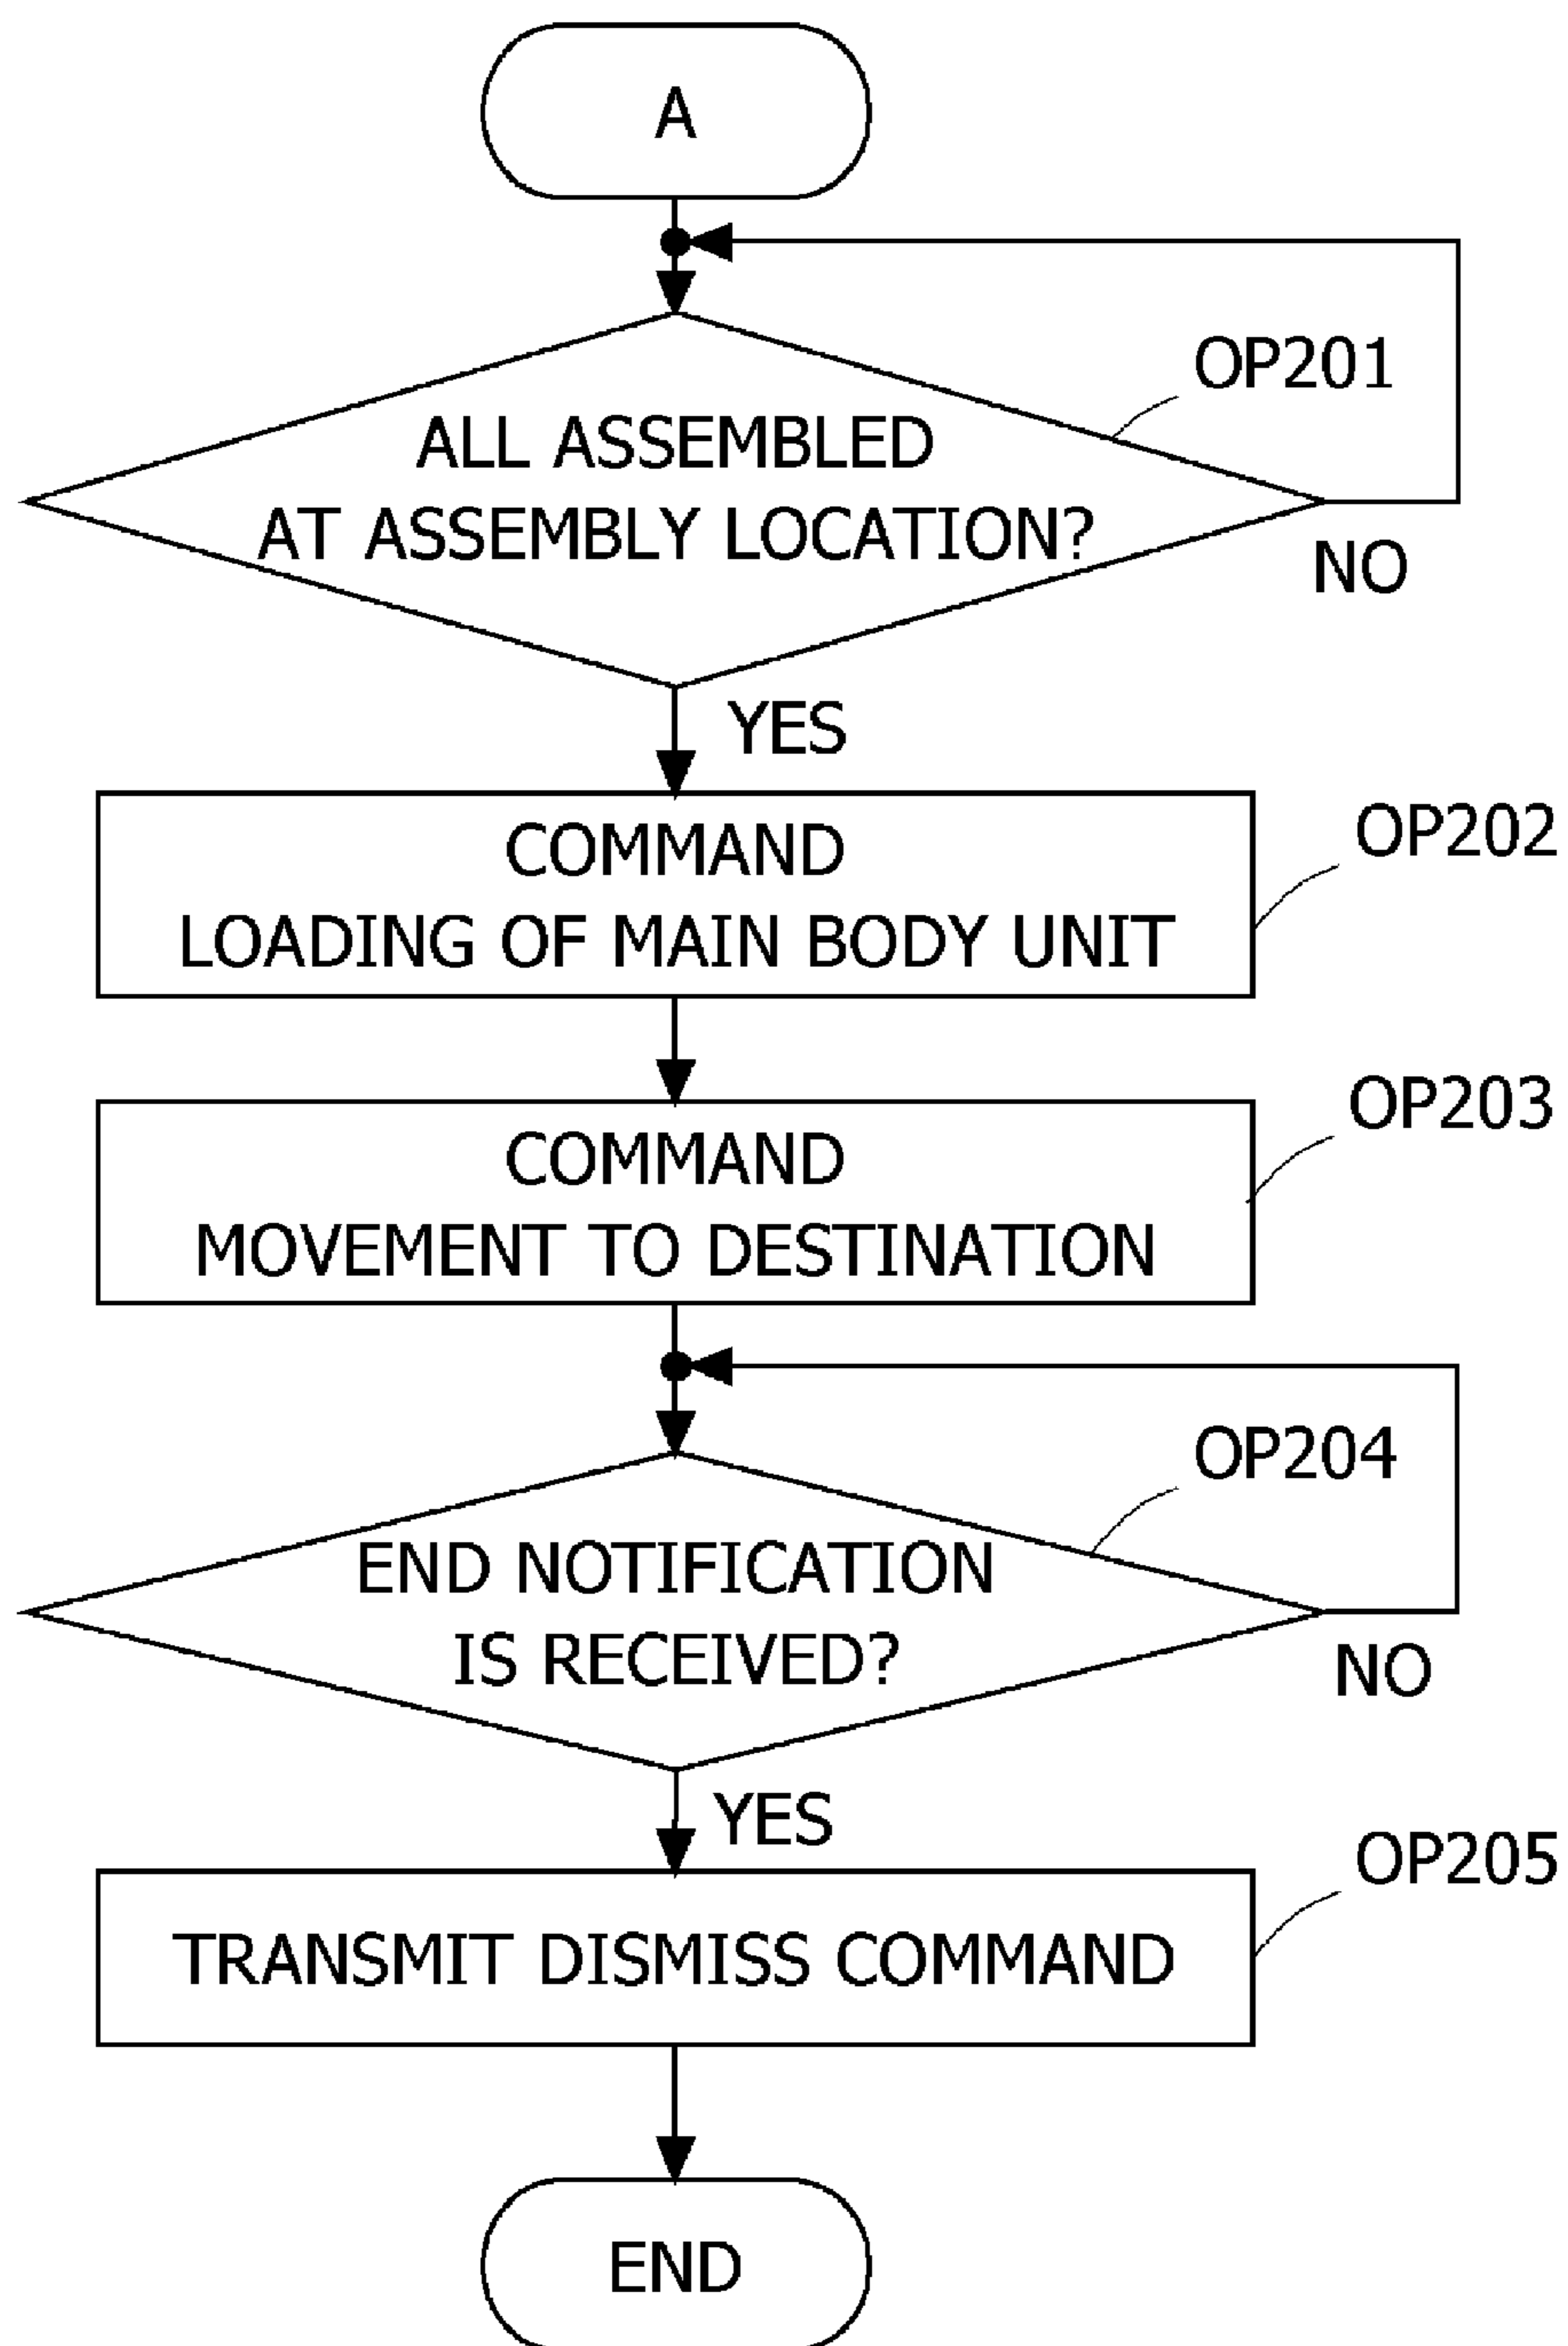 A
OP201
ALL ASSEMBLED
AT ASSEMBLY LOCATION?
NO
YES
OP202
COMMAND
LOADING OF MAIN BODY UNIT
OP203
COMMAND
MOVEMENT TO DESTINATION
OP204
END NOTIFICATION
IS RECEIVED?
NO
YES
OP205
TRANSMIT DISMISS COMMAND
END